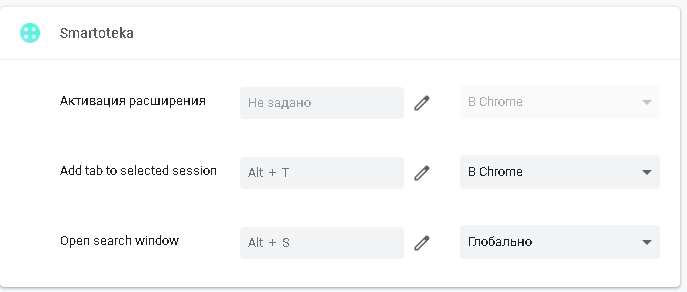 Smartoteka
Активация расширения Не задано В Chrome
Add tab to selected session Alt + T В Chrome
Open search window Alt + S Глобально